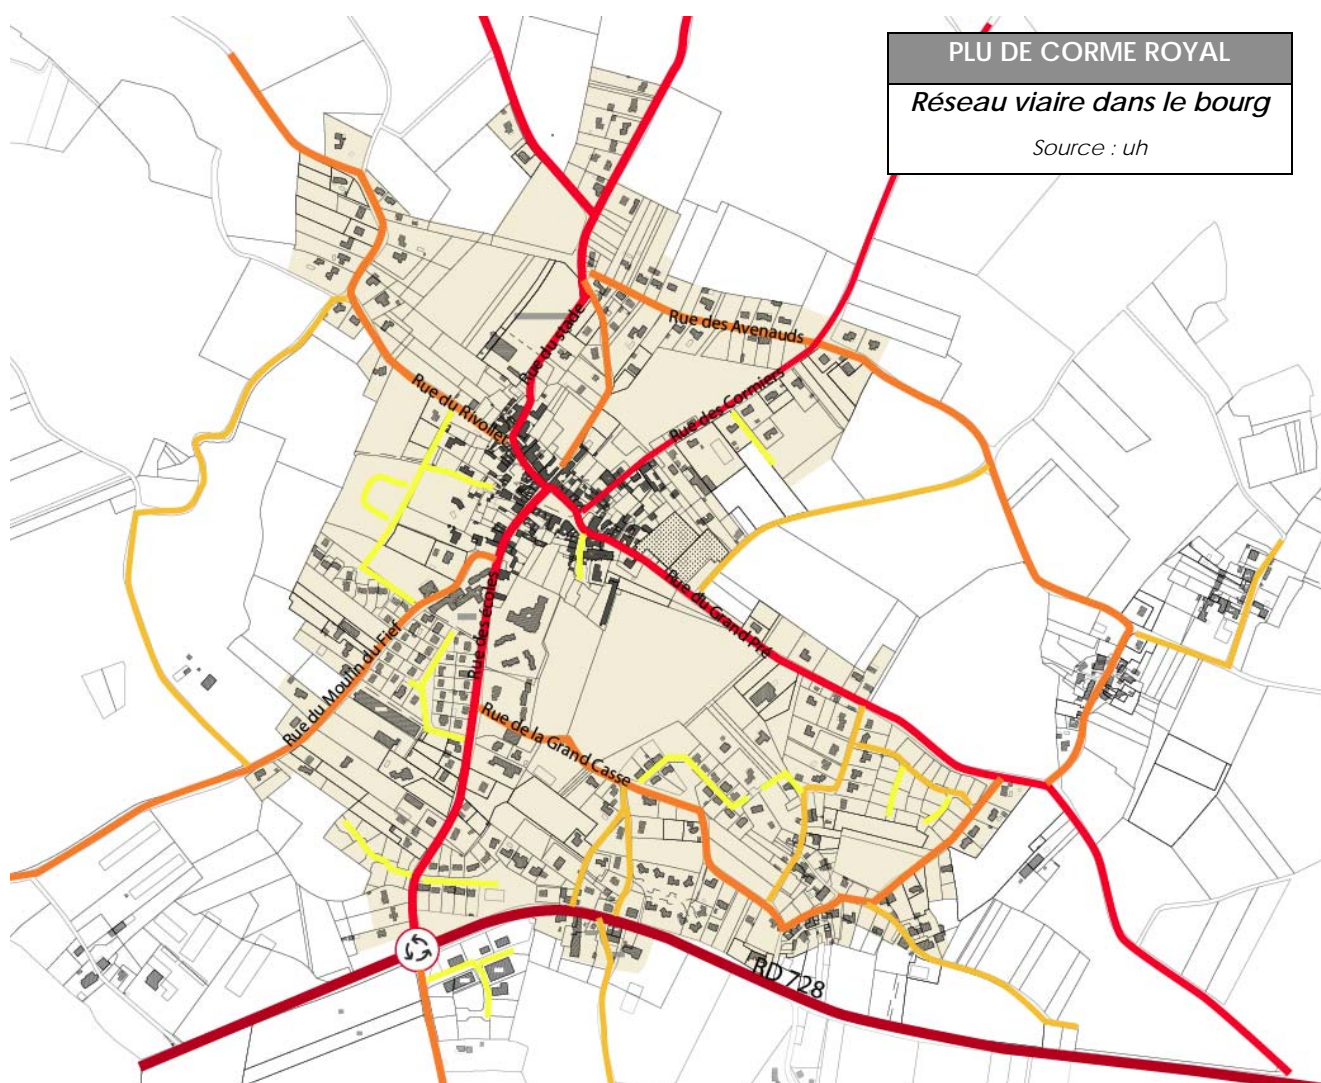 PLU DE CORME ROYAL
Réseau viaire dans le bourg
Source : uh
Rue des Avenauds
Rue du stade
Rue des Cormiers
Rue du Rivollet
Rue du Grand Pré
Rue des écoles
Rue du Moulin du Fief
Rue de la Grand Casse
RD 728